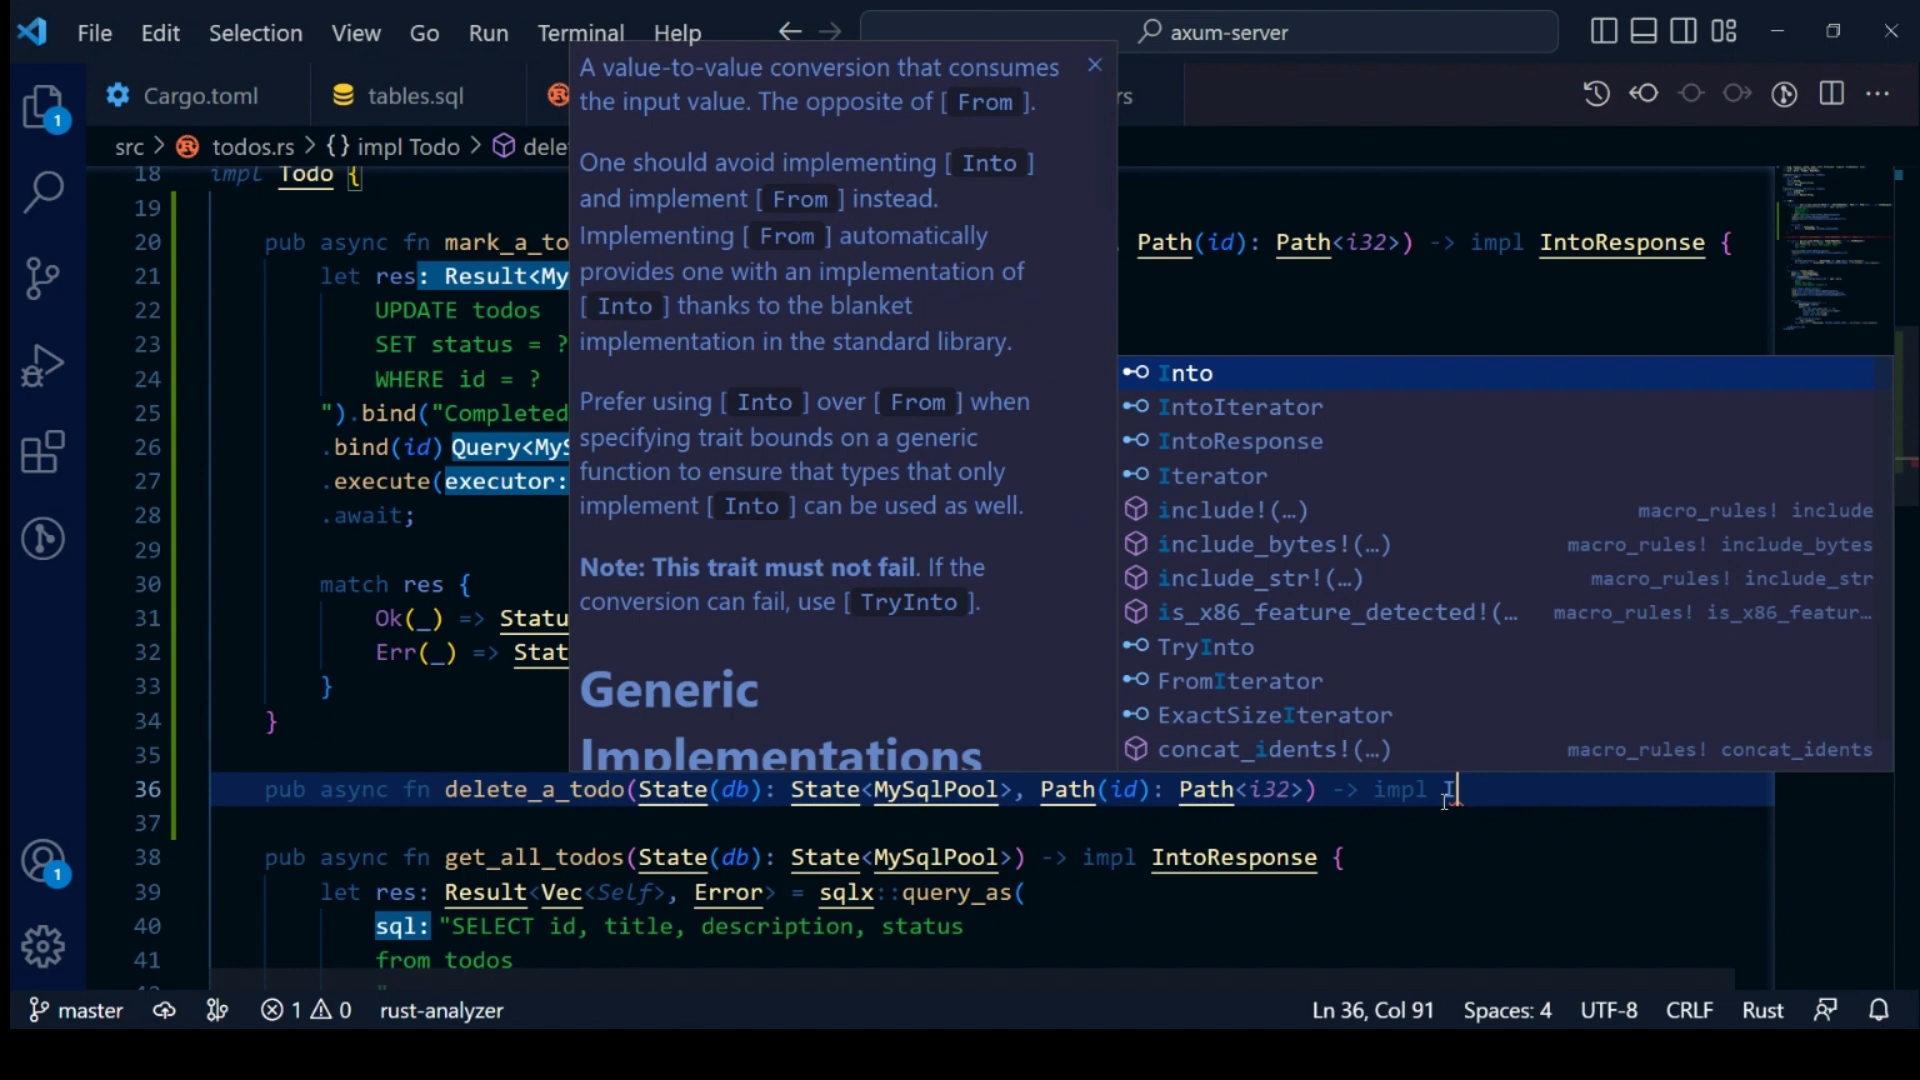 File Edit Selection View Go Run Terminal Help
axum-server
1
Cargo.toml
tables.sql
rs
src > todos.rs > {} impl Todo > dele
A value-to-value conversion that consumes
the input value. The opposite of [ From ].
One should avoid implementing [ Into ]
and implement [ From ] instead.
Implementing [ From ] automatically
provides one with an implementation of
[ Into ] thanks to the blanket
implementation in the standard library.
Prefer using [ Into ] over [ From ] when
specifying trait bounds on a generic
function to ensure that types that only
implement [ Into ] can be used as well.
Note: This trait must not fail. If the
conversion can fail, use [ TryInto ].
Generic
Implementations
18 impl Todo {
19
20 pub async fn mark_a_to Path(id): Path<i32>) -> impl IntoResponse {
21 let res: Result<My
22 UPDATE todos
23 SET status = ?
24 WHERE id = ?
25 ").bind("Completed
26 .bind(id) Query<MyS
27 .execute(executor:
28 .await;
29
30 match res {
31 Ok(_) => Statu
32 Err(_) => Stat
33 }
34 }
35
Into
IntoIterator
IntoResponse
Iterator
include!(…) macro_rules! include
include_bytes!(…) macro_rules! include_bytes
include_str!(…) macro_rules! include_str
is_x86_feature_detected!(… macro_rules! is_x86_featur…
TryInto
FromIterator
ExactSizeIterator
concat_idents!(…) macro_rules! concat_idents
36 pub async fn delete_a_todo(State(db): State<MySqlPool>, Path(id): Path<i32>) -> impl I
37
38 pub async fn get_all_todos(State(db): State<MySqlPool>) -> impl IntoResponse {
39 let res: Result<Vec<Self>, Error> = sqlx::query_as(
40 sql: "SELECT id, title, description, status
41 from todos
"
1
master 1 0 rust-analyzer Ln 36, Col 91 Spaces: 4 UTF-8 CRLF Rust